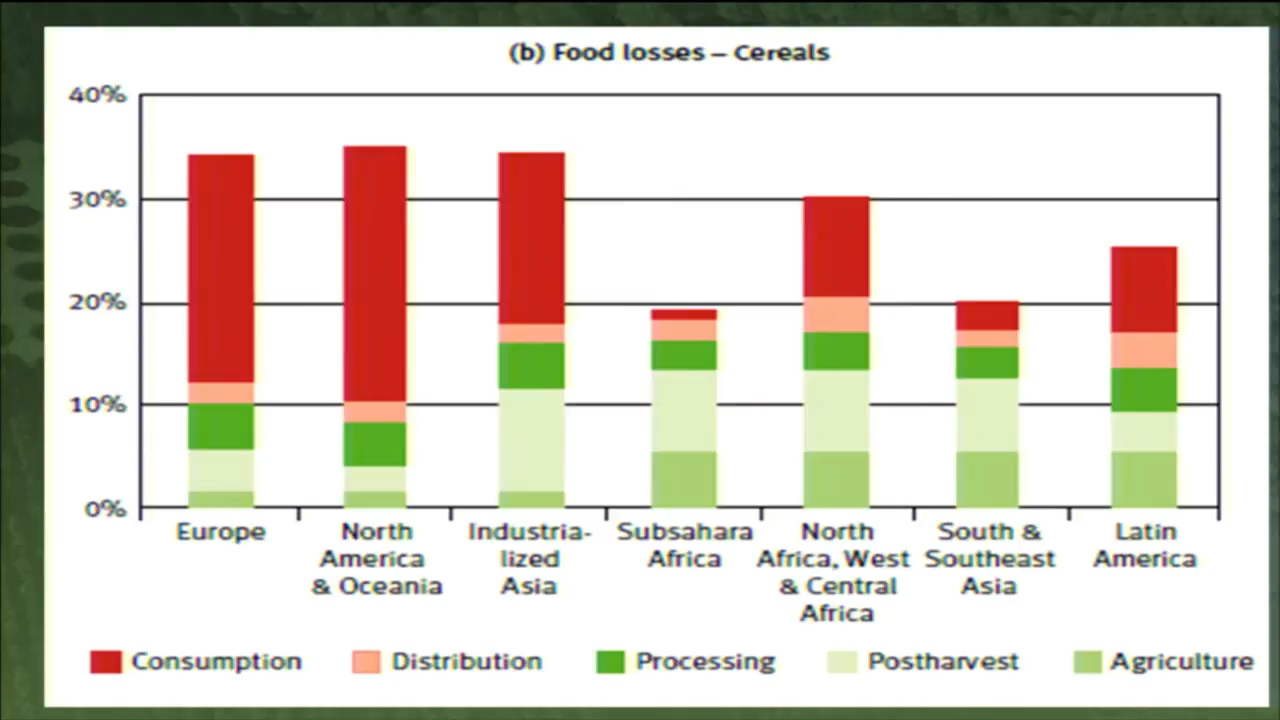 (b) Food losses – Cereals
40%
30%
20%
10%
0%
Europe
North
America
& Oceania
Industria-
lized
Asia
Subsahara
Africa
North
Africa, West
& Central
Africa
South &
Southeast
Asia
Latin
America
Consumption
Distribution
Processing
Postharvest
Agriculture